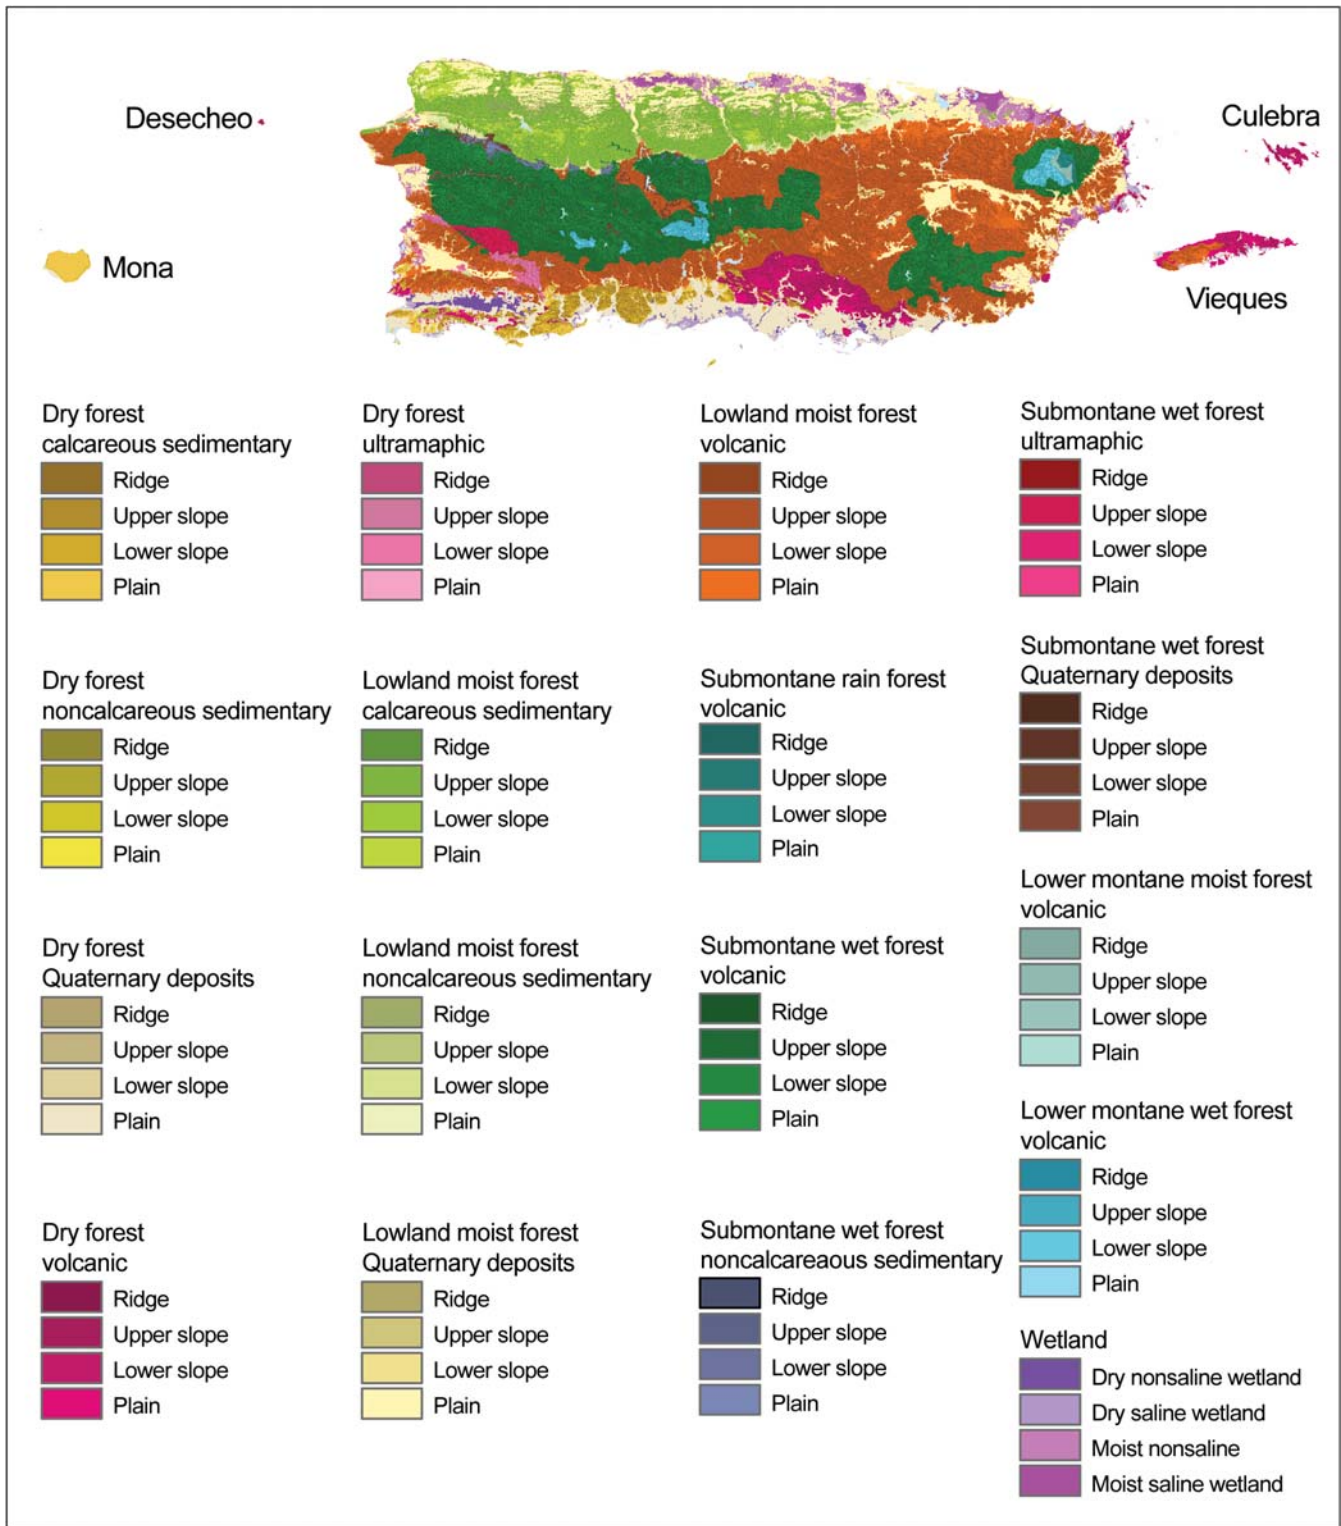 Desecheo
Culebra
Mona
Vieques
Dry forest
calcareous sedimentary
Ridge
Upper slope
Lower slope
Plain
Dry forest
ultramaphic
Ridge
Upper slope
Lower slope
Plain
Lowland moist forest
volcanic
Ridge
Upper slope
Lower slope
Plain
Submontane wet forest
ultramaphic
Ridge
Upper slope
Lower slope
Plain
Dry forest
noncalcareous sedimentary
Ridge
Upper slope
Lower slope
Plain
Lowland moist forest
calcareous sedimentary
Ridge
Upper slope
Lower slope
Plain
Submontane rain forest
volcanic
Ridge
Upper slope
Lower slope
Plain
Submontane wet forest
Quaternary deposits
Ridge
Upper slope
Lower slope
Plain
Dry forest
Quaternary deposits
Ridge
Upper slope
Lower slope
Plain
Lowland moist forest
noncalcareous sedimentary
Ridge
Upper slope
Lower slope
Plain
Submontane wet forest
volcanic
Ridge
Upper slope
Lower slope
Plain
Lower montane moist forest
volcanic
Ridge
Upper slope
Lower slope
Plain
Dry forest
volcanic
Ridge
Upper slope
Lower slope
Plain
Lowland moist forest
Quaternary deposits
Ridge
Upper slope
Lower slope
Plain
Submontane wet forest
noncalcareaous sedimentary
Ridge
Upper slope
Lower slope
Plain
Lower montane wet forest
volcanic
Ridge
Upper slope
Lower slope
Plain
Wetland
Dry nonsaline wetland
Dry saline wetland
Moist nonsaline
Moist saline wetland